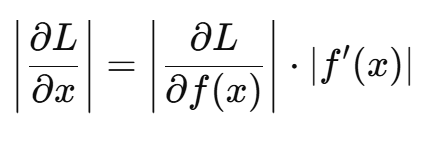 |∂L/∂x| = |∂L/∂f(x)| · |f′(x)|